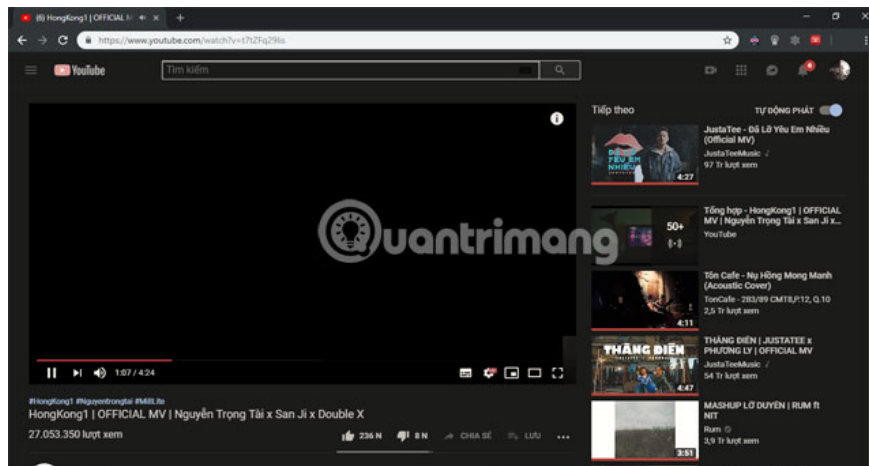 (6) HongKong1 | OFFICIAL M
https://www.youtube.com/watch?v=t7tZFq296s
YouTube
Tìm kiếm
Tiếp theo
TỰ ĐỘNG PHÁT
JustaTee - Đã Lỡ Yêu Em Nhiều
(Official MV)
JustaTeeMusic
97 Tr lượt xem
4:27
Tổng hợp - HongKong1 | OFFICIAL
MV | Nguyễn Trọng Tài x San Ji x...
YouTube
50+
Quantrimang
Tôn Cafe - Nụ Hồng Mong Manh
(Acoustic Cover)
TonCafe - 283/89 CMT8,P.12, Q.10
2,5 Tr lượt xem
4:11
THẰNG ĐIÊN
THẰNG ĐIÊN | JUSTATEE x
PHƯƠNG LY | OFFICIAL MV
JustaTeeMusic
54 Tr lượt xem
4:47
MASHUP LỠ DUYÊN | RUM ft
NIT
Rum
3,9 Tr lượt xem
3:51
1:07 / 4:24
#HongKong1 #Nguyentrongtai #MiiiLite
HongKong1 | OFFICIAL MV | Nguyễn Trọng Tài x San Ji x Double X
27.053.350 lượt xem
236 N
8 N
CHIA SẺ
LƯU